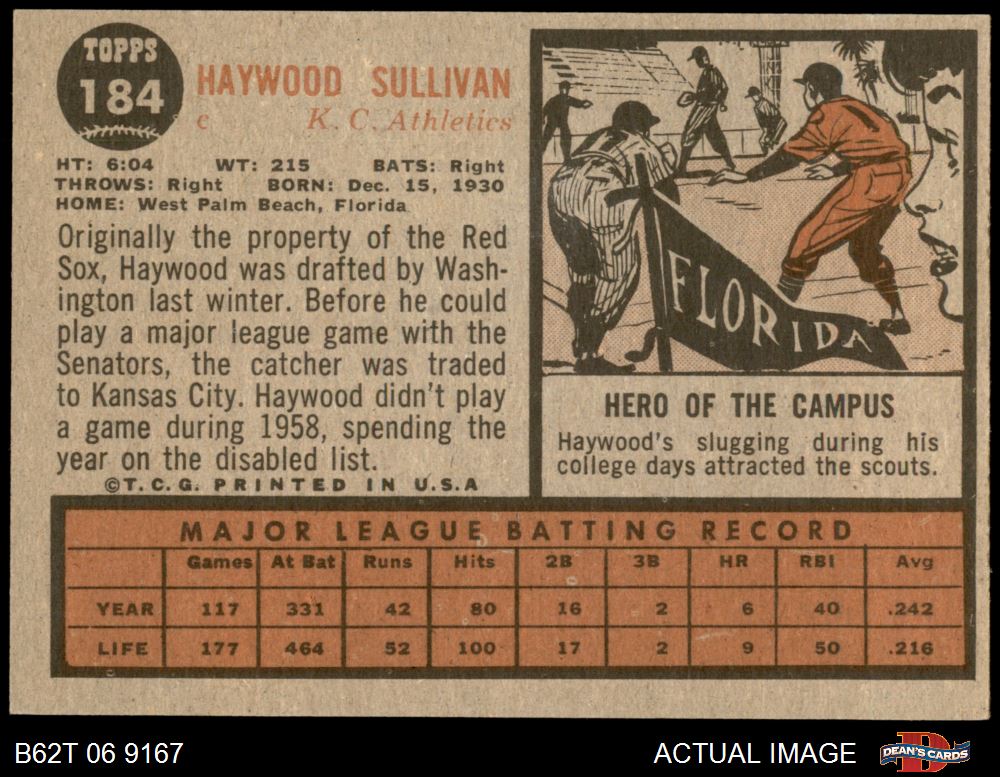 TOPPS
184
HAYWOOD SULLIVAN
c K. C. Athletics
HT: 6:04 WT: 215 BATS: Right
THROWS: Right BORN: Dec. 15, 1930
HOME: West Palm Beach, Florida
Originally the property of the Red
Sox, Haywood was drafted by Wash-
ington last winter. Before he could
play a major league game with the
Senators, the catcher was traded
to Kansas City. Haywood didn't play
a game during 1958, spending the
year on the disabled list.
©T.C.G. PRINTED IN U.S.A
FLORIDA
HERO OF THE CAMPUS
Haywood's slugging during his
college days attracted the scouts.
MAJOR LEAGUE BATTING RECORD
Games At Bat Runs Hits 2B 3B HR RBI Avg
YEAR 117 331 42 80 16 2 6 40 .242
LIFE 177 464 52 100 17 2 9 50 .216
B62T 06 9167
ACTUAL IMAGE
DEAN'S CARDS